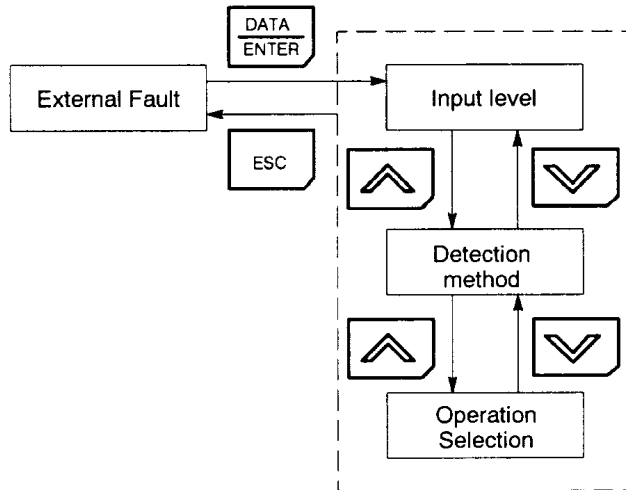 DATA
ENTER
External Fault
Input level
ESC
Detection
method
Operation
Selection